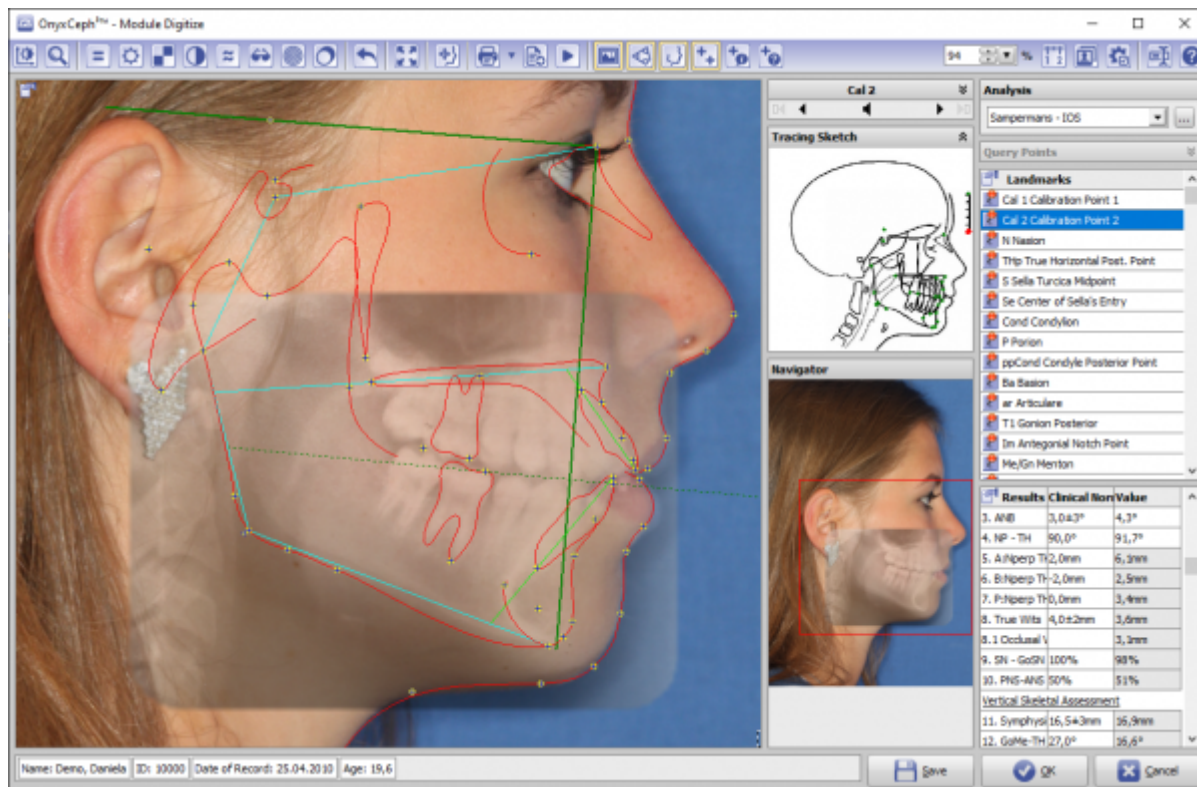 OnyxCeph³™ - Module Digitize
94 %
Cal 2
Tracing Sketch
Navigator
Analysis
Sampermans - IOS
...
Query Points
Landmarks
Cal 1 Calibration Point 1
Cal 2 Calibration Point 2
N Nasion
THp True Horizontal Post. Point
S Sella Turcica Midpoint
Se Center of Sella's Entry
Cond Condylion
P Porion
ppCond Condyle Posterior Point
Ba Basion
ar Articulare
T1 Gonion Posterior
Im Antegonial Notch Point
Me/Gn Menton
Results Clinical Nor Value
3. ANB 3,0±3° 4,3°
4. NP - TH 90,0° 91,7°
5. A:Nperp TH 2,0mm 6,1mm
6. B:Nperp TH -2,0mm 2,5mm
7. P:Nperp TH 0,0mm 3,4mm
8. True Wits 4,0±2mm 3,6mm
8.1 Occlusal 3,1mm
9. SN - GoSN 100% 98%
10. PNS-ANS 50% 51%
Vertical Skeletal Assessment
11. Symphysi 16,5±3mm 16,9mm
12. GoMe-TH 27,0° 16,6°
Name: Demo, Daniela ID: 10000 Date of Record: 25.04.2010 Age: 19,6
Save OK Cancel